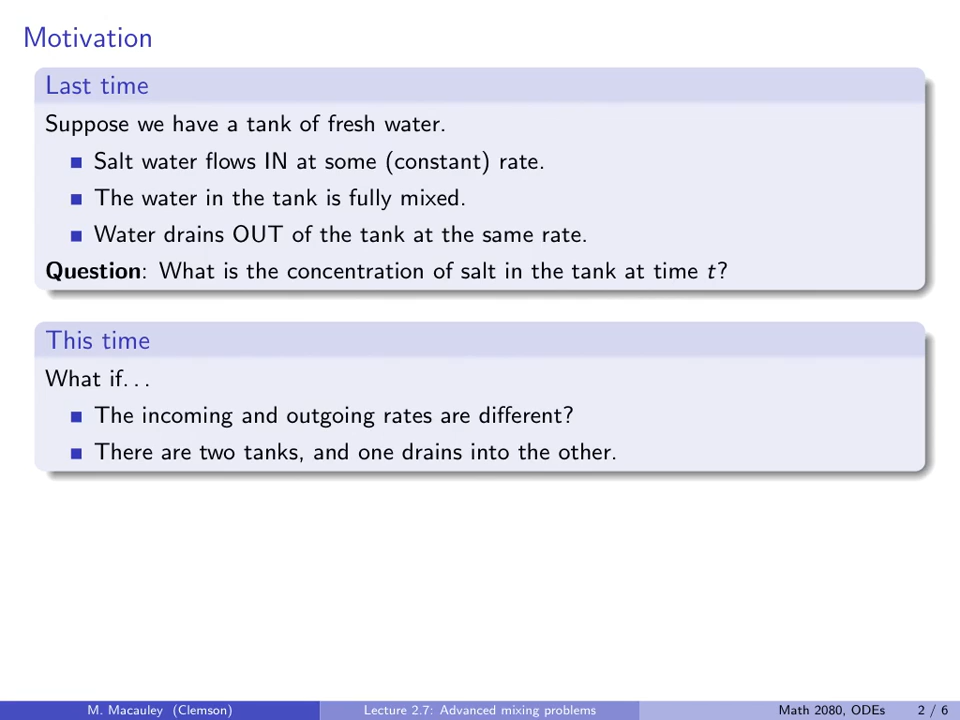 Motivation
Last time
Suppose we have a tank of fresh water.
Salt water flows IN at some (constant) rate.
The water in the tank is fully mixed.
Water drains OUT of the tank at the same rate.
Question: What is the concentration of salt in the tank at time t?
This time
What if...
The incoming and outgoing rates are different?
There are two tanks, and one drains into the other.
M. Macauley (Clemson) Lecture 2.7: Advanced mixing problems Math 2080, ODEs 2 / 6